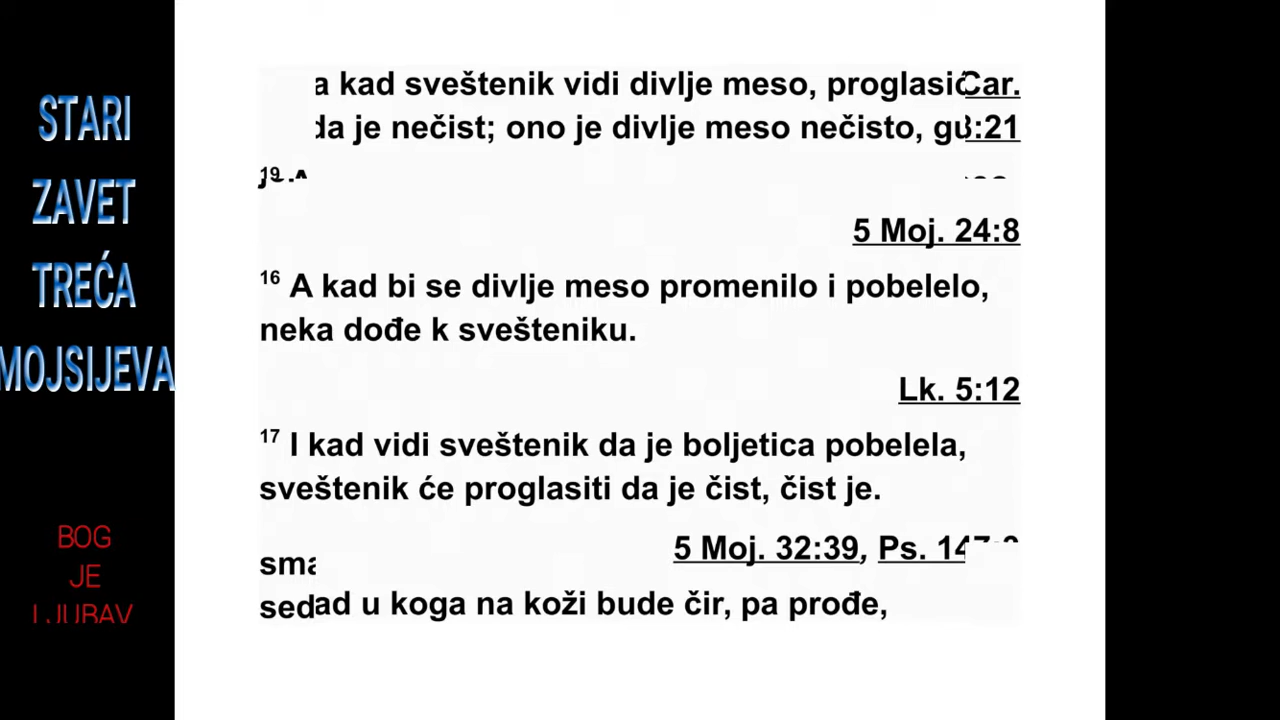 STARI
ZAVET
TREĆA
MOJSIJEVA
BOG
JE
a kad sveštenik vidi divlje meso,
da je nečist; ono je divlje meso nečisto,
19
5 Moj. 24:8
16 A kad bi se divlje meso promenilo i pobelelo,
neka dođe k svešteniku.
Lk. 5:12
17 I kad vidi sveštenik da je boljetica pobelela,
sveštenik će proglasiti da je čist, čist je.
5 Moj. 32:39, Ps.
u koga na koži bude čir, pa prođe,